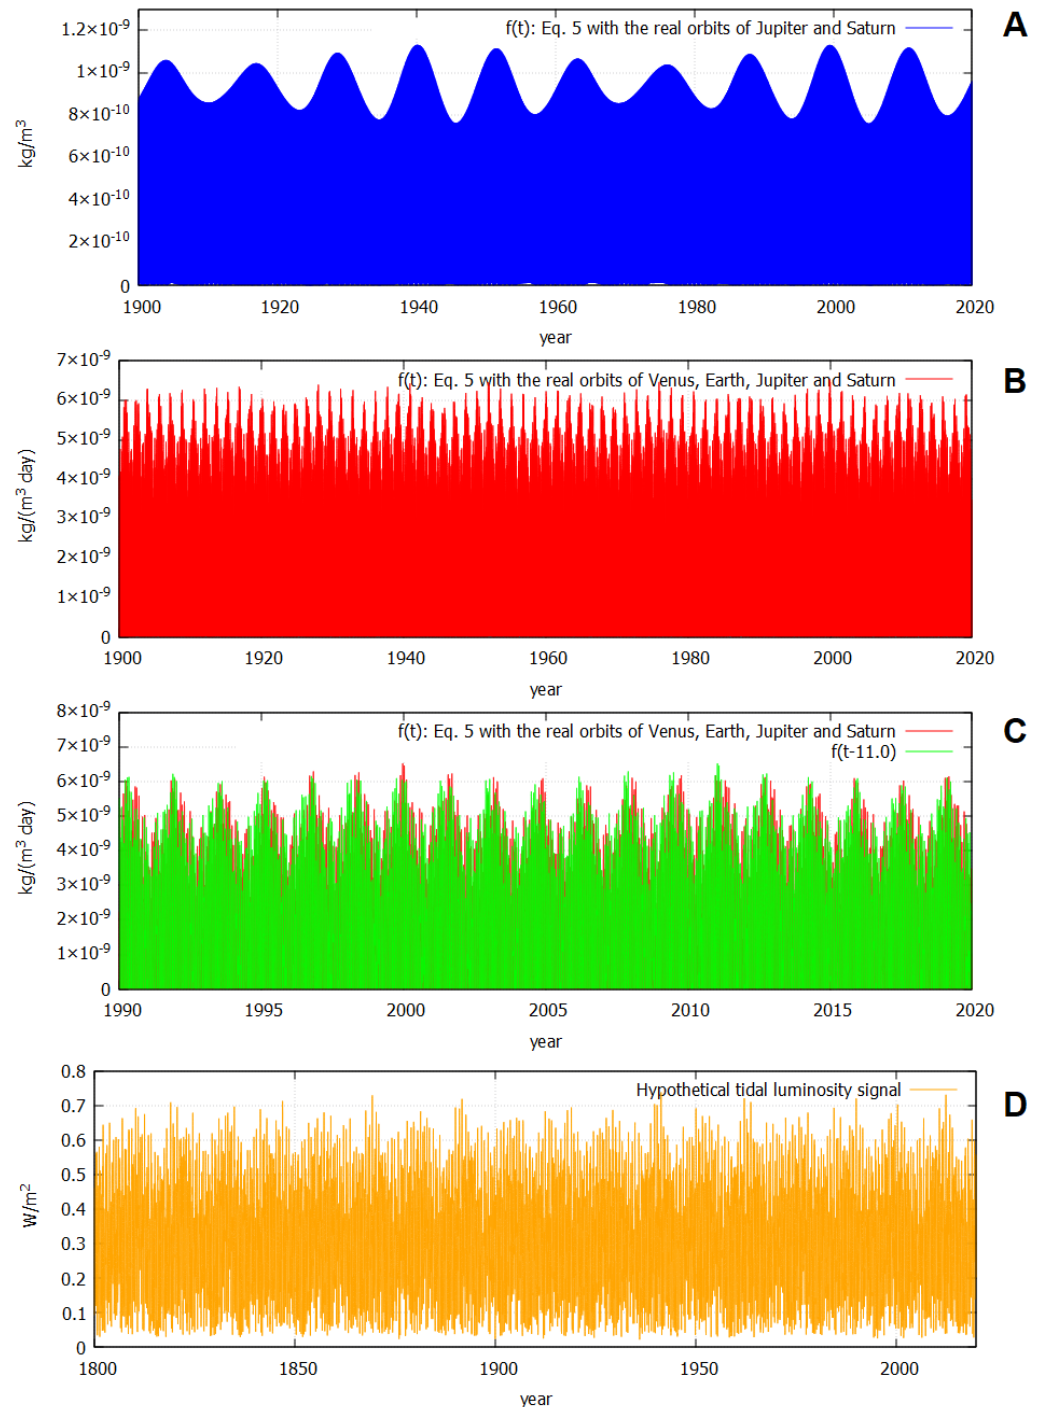 A
f(t): Eq. 5 with the real orbits of Jupiter and Saturn
1.2×10-9
1×10-9
8×10-10
6×10-10
4×10-10
2×10-10
0
kg/m3
1900 1920 1940 1960 1980 2000 2020
year
B
f(t): Eq. 5 with the real orbits of Venus, Earth, Jupiter and Saturn
7×10-9
6×10-9
5×10-9
4×10-9
3×10-9
2×10-9
1×10-9
0
kg/(m3 day)
1900 1920 1940 1960 1980 2000 2020
year
C
f(t): Eq. 5 with the real orbits of Venus, Earth, Jupiter and Saturn
f(t-11.0)
8×10-9
7×10-9
6×10-9
5×10-9
4×10-9
3×10-9
2×10-9
1×10-9
0
kg/(m3 day)
1990 1995 2000 2005 2010 2015 2020
year
D
Hypothetical tidal luminosity signal
0.8
0.7
0.6
0.5
0.4
0.3
0.2
0.1
0
W/m2
1800 1850 1900 1950 2000
year